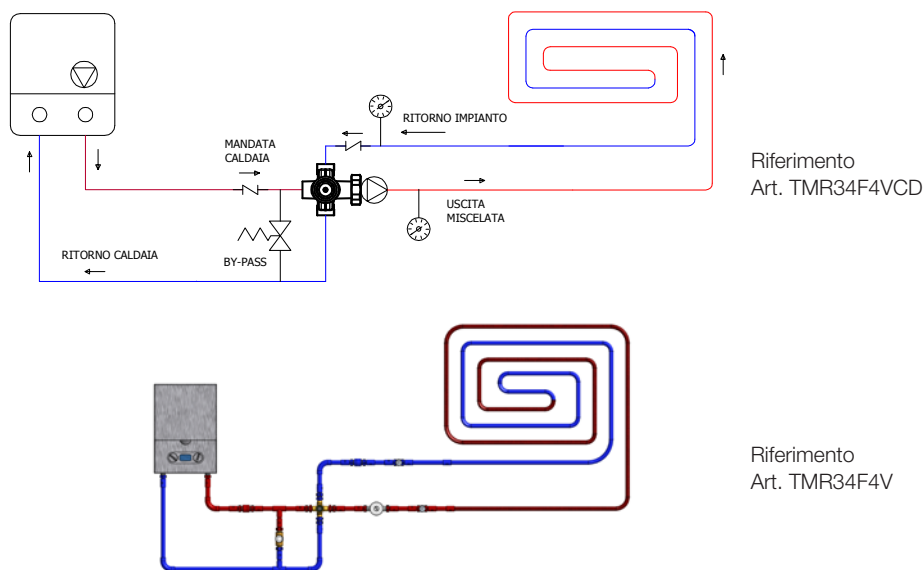 RITORNO IMPIANTO
MANDATA
CALDAIA
Riferimento
Art. TMR34F4VCD
USCITA
MISCELATA
RITORNO CALDAIA
BY-PASS
Riferimento
Art. TMR34F4V